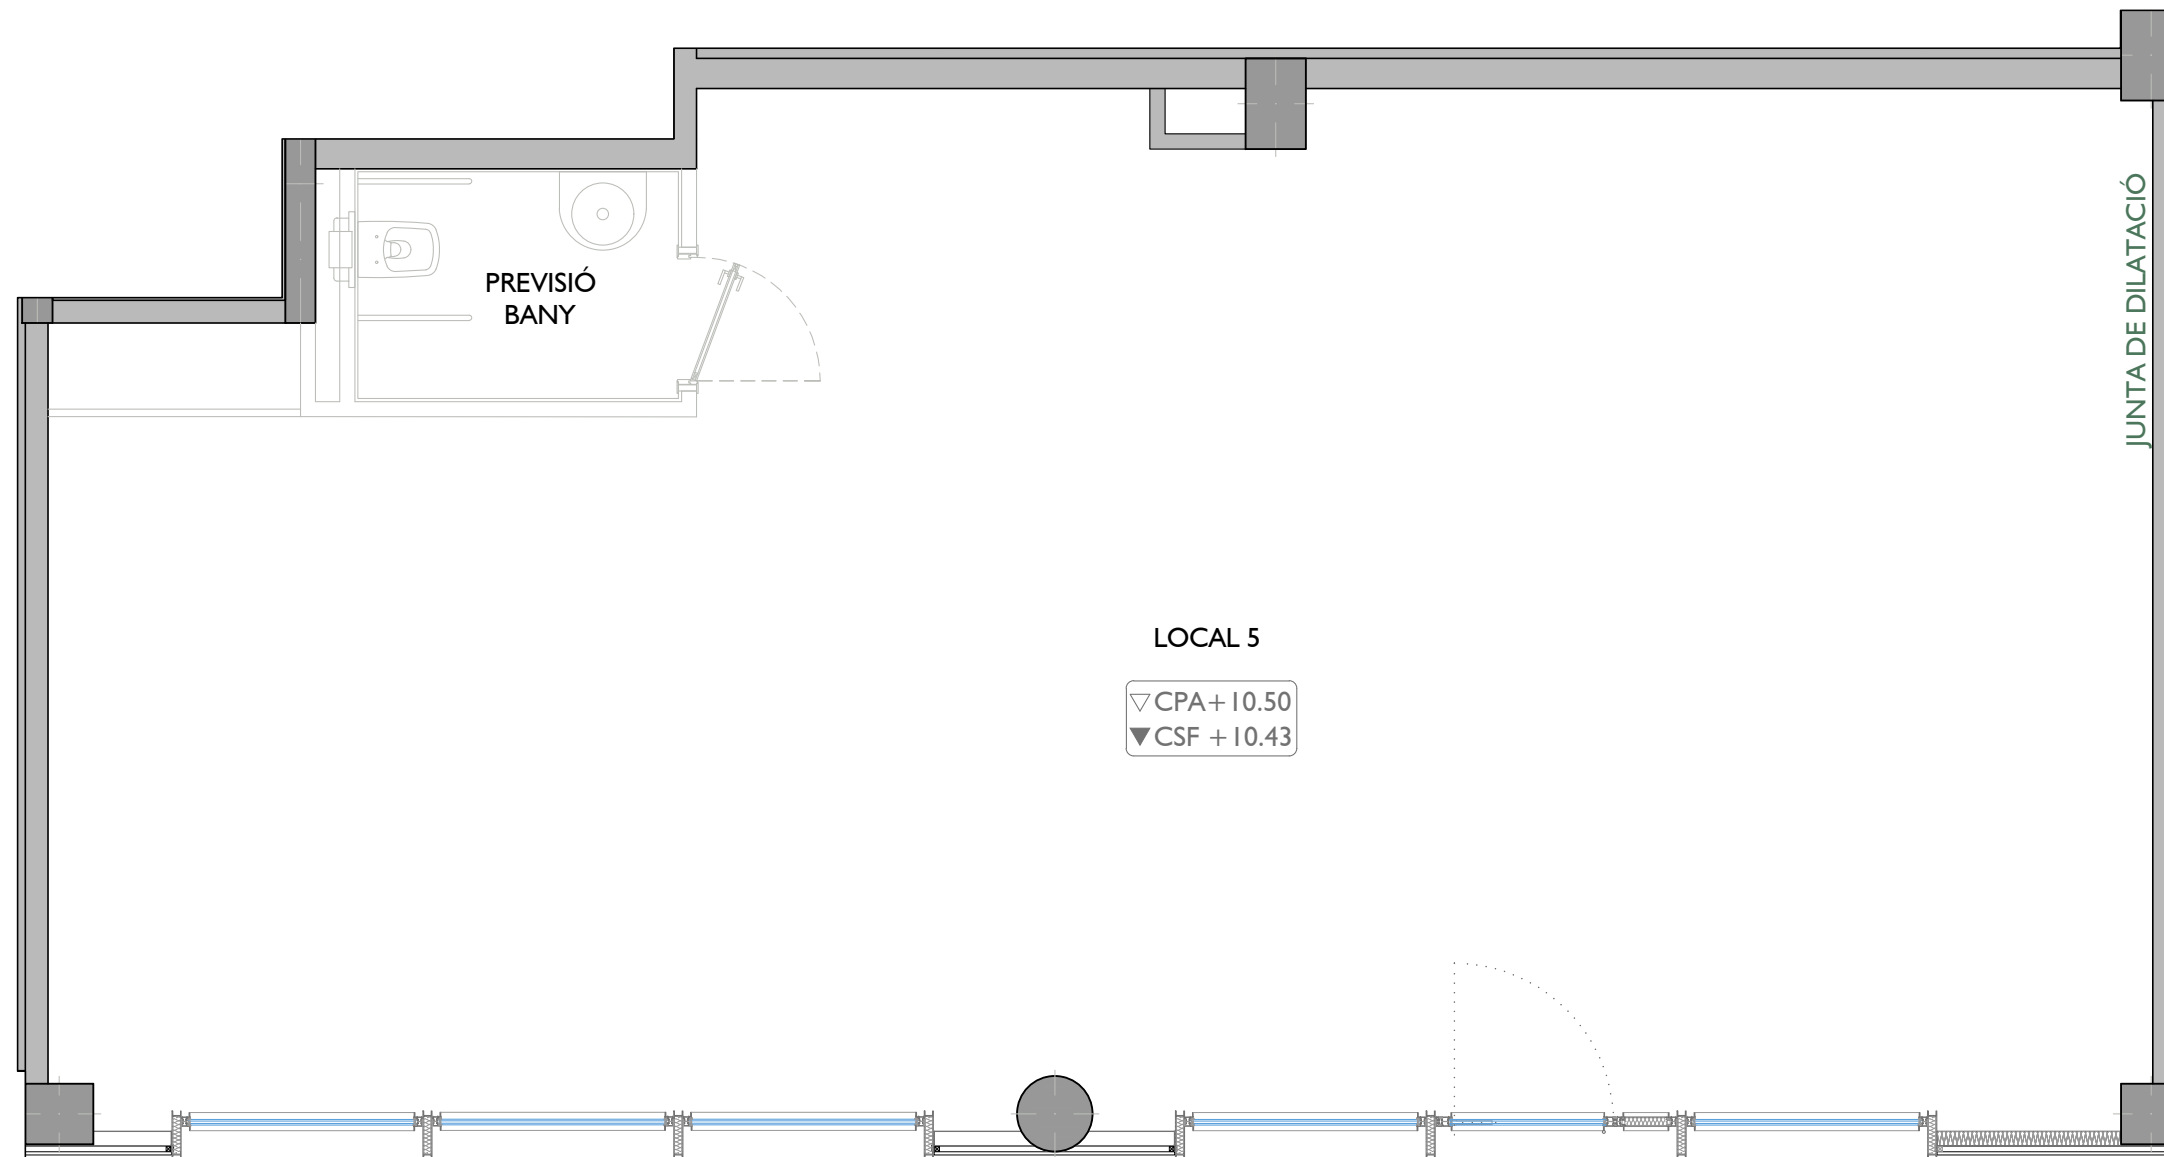 PREVISIÓ
BANY
JUNTA DE DILATACIÓ
LOCAL 5
CPA+10.50
CSF +10.43